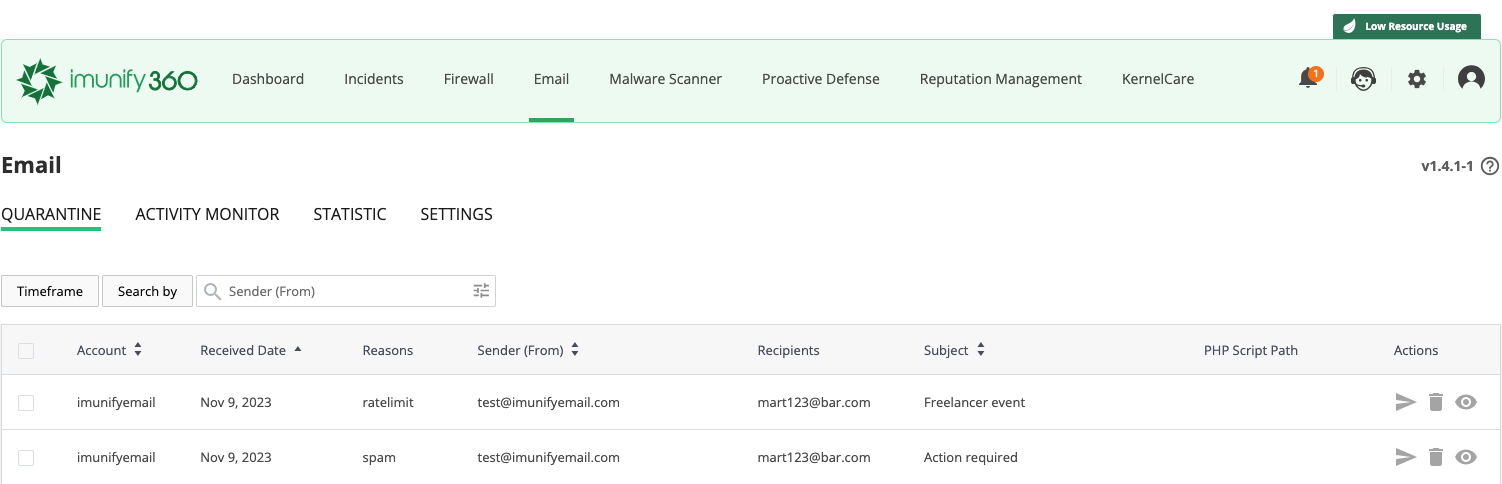 Low Resource Usage
imunify 360 Dashboard Incidents Firewall Email Malware Scanner Proactive Defense Reputation Management KernelCare 1
Email v1.4.1-1 ?
QUARANTINE ACTIVITY MONITOR STATISTIC SETTINGS
Timeframe Search by Sender (From)
Account Received Date Reasons Sender (From) Recipients Subject PHP Script Path Actions
imunifyemail Nov 9, 2023 ratelimit test@imunifyemail.com mart123@bar.com Freelancer event
imunifyemail Nov 9, 2023 spam test@imunifyemail.com mart123@bar.com Action required